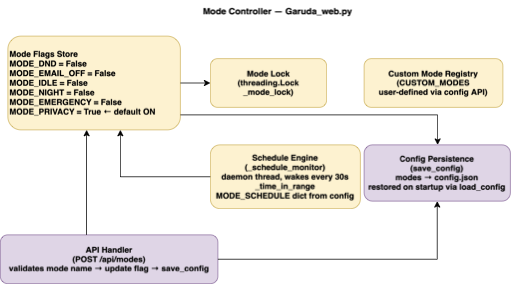 Mode Controller — Garuda_web.py
Mode Flags Store
MODE_DND = False
MODE_EMAIL_OFF = False
MODE_IDLE = False
MODE_NIGHT = False
MODE_EMERGENCY = False
MODE_PRIVACY = True ← default ON
Mode Lock
(threading.Lock
_mode_lock)
Custom Mode Registry
(CUSTOM_MODES
user-defined via config API)
Schedule Engine
(_schedule_monitor)
daemon thread, wakes every 30s
_time_in_range
MODE_SCHEDULE dict from config
Config Persistence
(save_config)
modes → config.json
restored on startup via load_config
API Handler
(POST /api/modes)
validates mode name → update flag → save_config